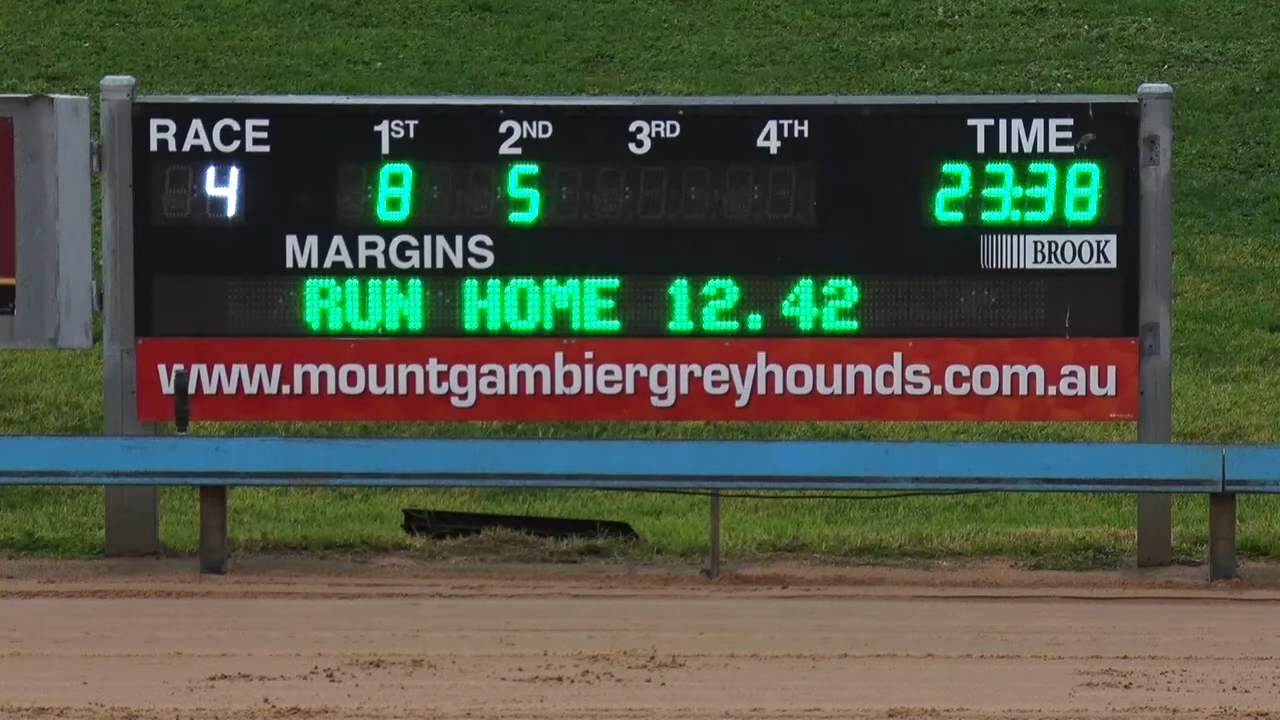 RACE 1ST 2ND 3RD 4TH TIME
4 8 5 23:38
MARGINS BROOK
RUN HOME 12.42
www.mountgambiergreyhounds.com.au